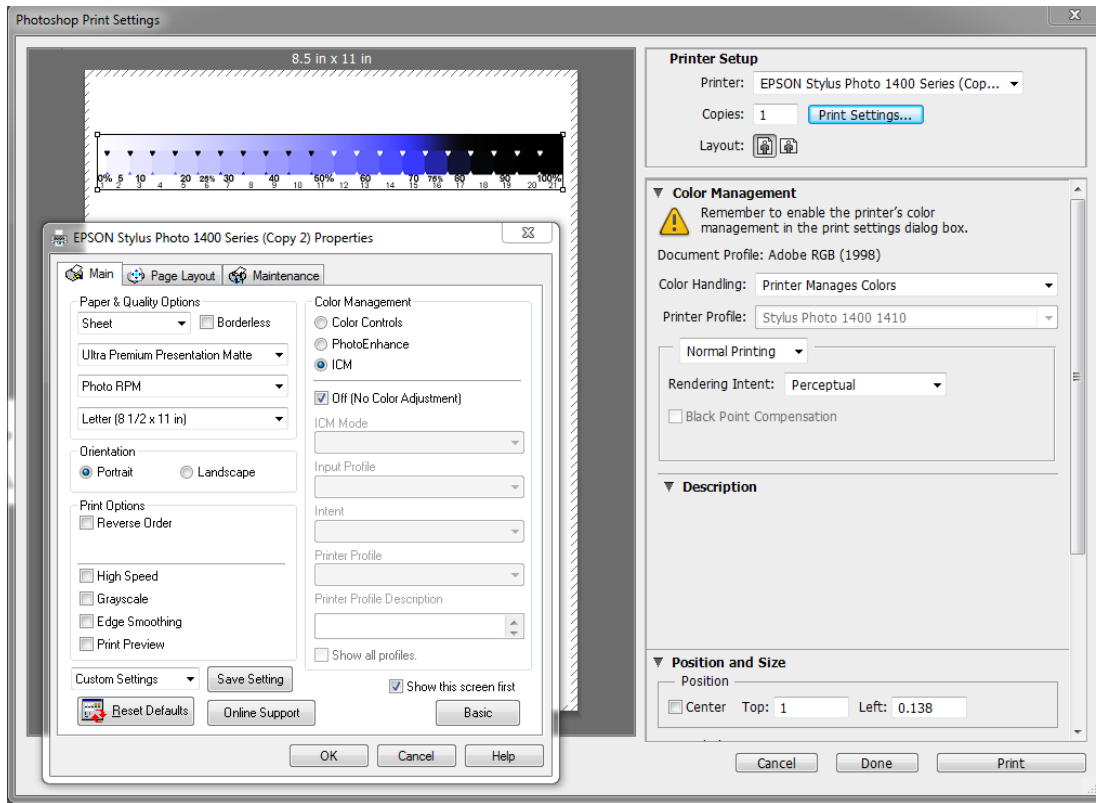 Photoshop Print Settings
8.5 in x 11 in
0% 5 10 20 25% 30 40 50% 60 70 75% 80 90 100%
1 2 3 4 5 6 7 8 9 10 11 12 13 14 15 16 17 18 19 20 21
EPSON Stylus Photo 1400 Series (Copy 2) Properties
Main
Page Layout
Maintenance
Paper & Quality Options
Sheet
Borderless
Ultra Premium Presentation Matte
Photo RPM
Letter (8 1/2 x 11 in)
Orientation
Portrait
Landscape
Print Options
Reverse Order
High Speed
Grayscale
Edge Smoothing
Print Preview
Custom Settings
Save Setting
Reset Defaults
Online Support
Color Management
Color Controls
PhotoEnhance
ICM
Off (No Color Adjustment)
ICM Mode
Input Profile
Intent
Printer Profile
Printer Profile Description
Show all profiles.
Show this screen first
Basic
OK
Cancel
Help
Printer Setup
Printer: EPSON Stylus Photo 1400 Series (Cop...
Copies: 1
Print Settings...
Layout:
Color Management
Remember to enable the printer's color
management in the print settings dialog box.
Document Profile: Adobe RGB (1998)
Color Handling: Printer Manages Colors
Printer Profile: Stylus Photo 1400 1410
Normal Printing
Rendering Intent: Perceptual
Black Point Compensation
Description
Position and Size
Position
Center Top: 1 Left: 0.138
Cancel
Done
Print